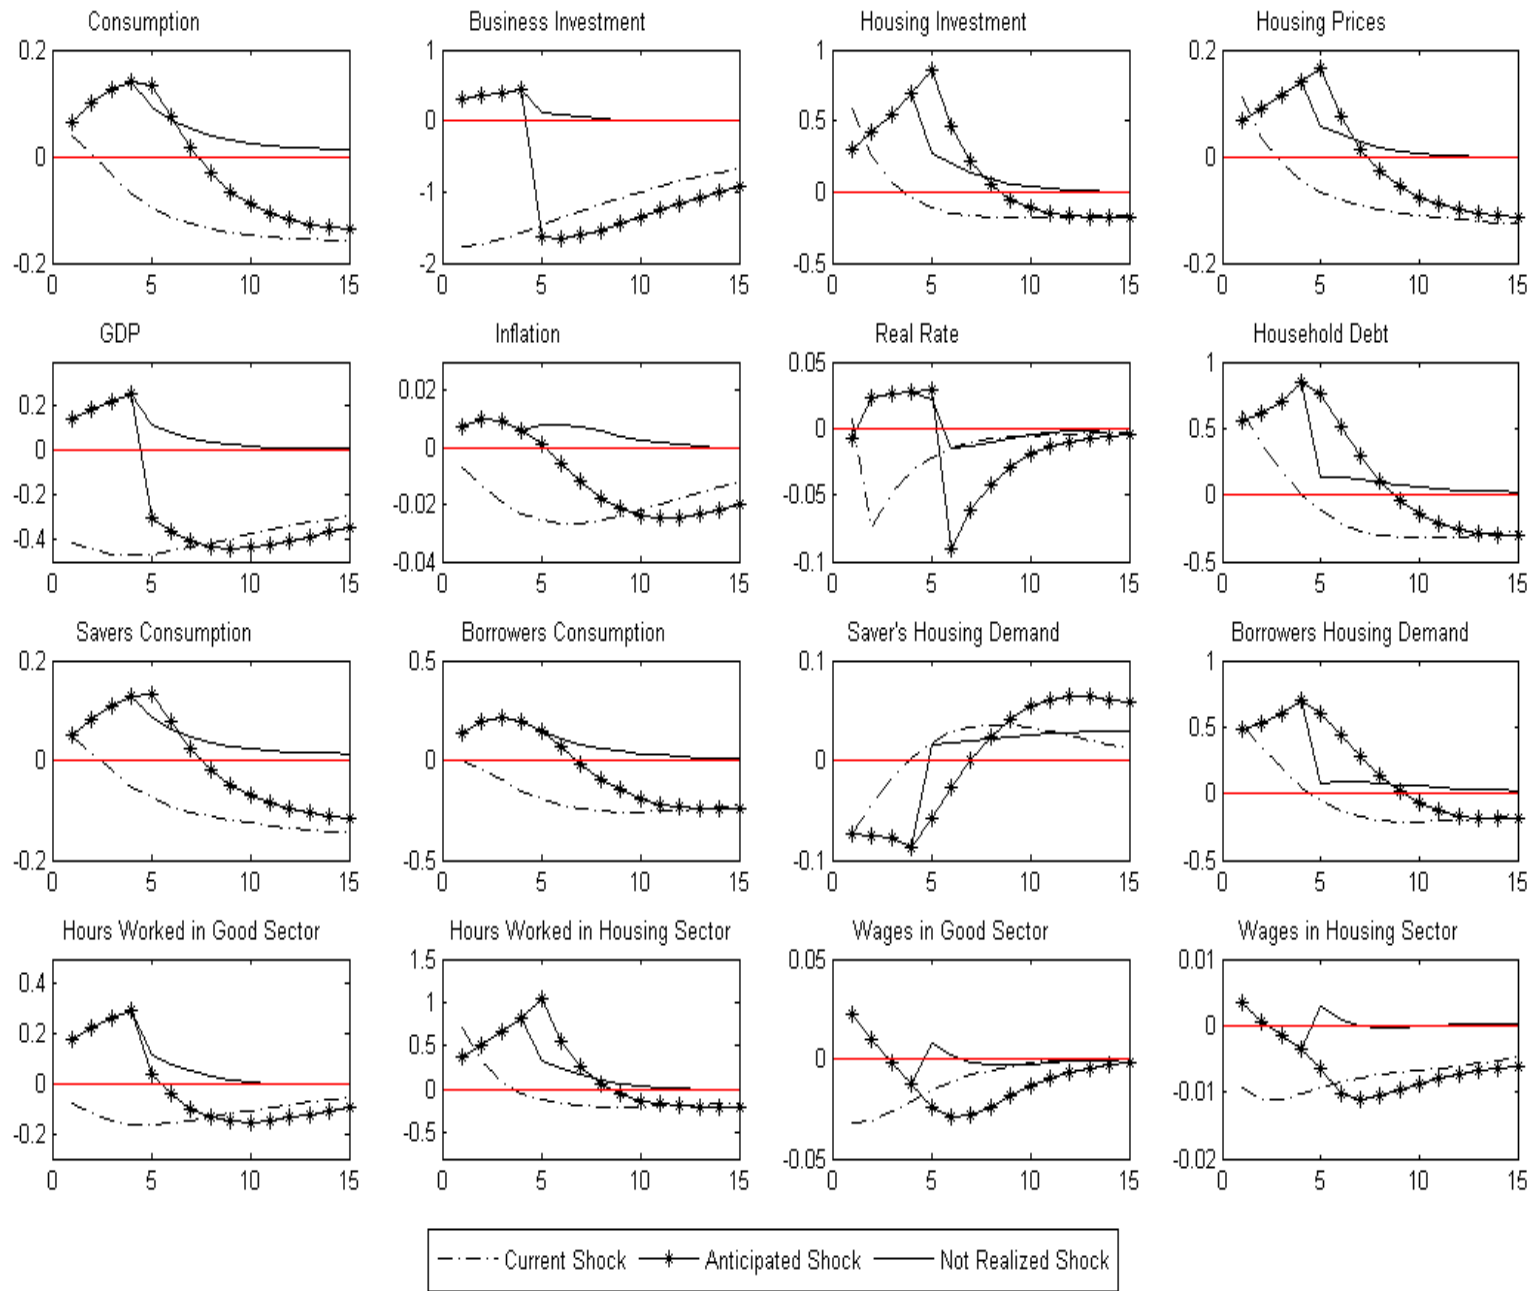 Consumption
Business Investment
Housing Investment
Housing Prices
0.2
0
-0.2
0 5 10 15
1
0
-1
-2
0 5 10 15
1
0.5
0
-0.5
0 5 10 15
0.2
0
-0.2
0 5 10 15
GDP
Inflation
Real Rate
Household Debt
0.2
0
-0.2
-0.4
0 5 10 15
0.02
0
-0.02
-0.04
0 5 10 15
0.05
0
-0.05
-0.1
0 5 10 15
1
0.5
0
-0.5
0 5 10 15
Savers Consumption
Borrowers Consumption
Saver's Housing Demand
Borrowers Housing Demand
0.2
0
-0.2
0 5 10 15
0.5
0
-0.5
0 5 10 15
0.1
0
-0.1
0 5 10 15
1
0.5
0
-0.5
0 5 10 15
Hours Worked in Good Sector
Hours Worked in Housing Sector
Wages in Good Sector
Wages in Housing Sector
0.4
0.2
0
-0.2
0 5 10 15
1.5
1
0.5
0
-0.5
0 5 10 15
0.05
0
-0.05
0 5 10 15
0.01
0
-0.01
-0.02
0 5 10 15
Current Shock
Anticipated Shock
Not Realized Shock